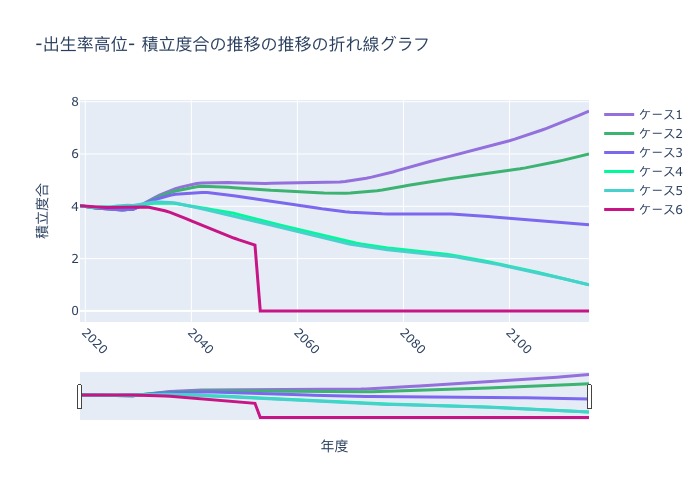 -出生率高位- 積立度合の推移の推移の折れ線グラフ
8
6
4
2
0
積立度合
2020
2040
2060
2080
2100
年度
ケース1
ケース2
ケース3
ケース4
ケース5
ケース6